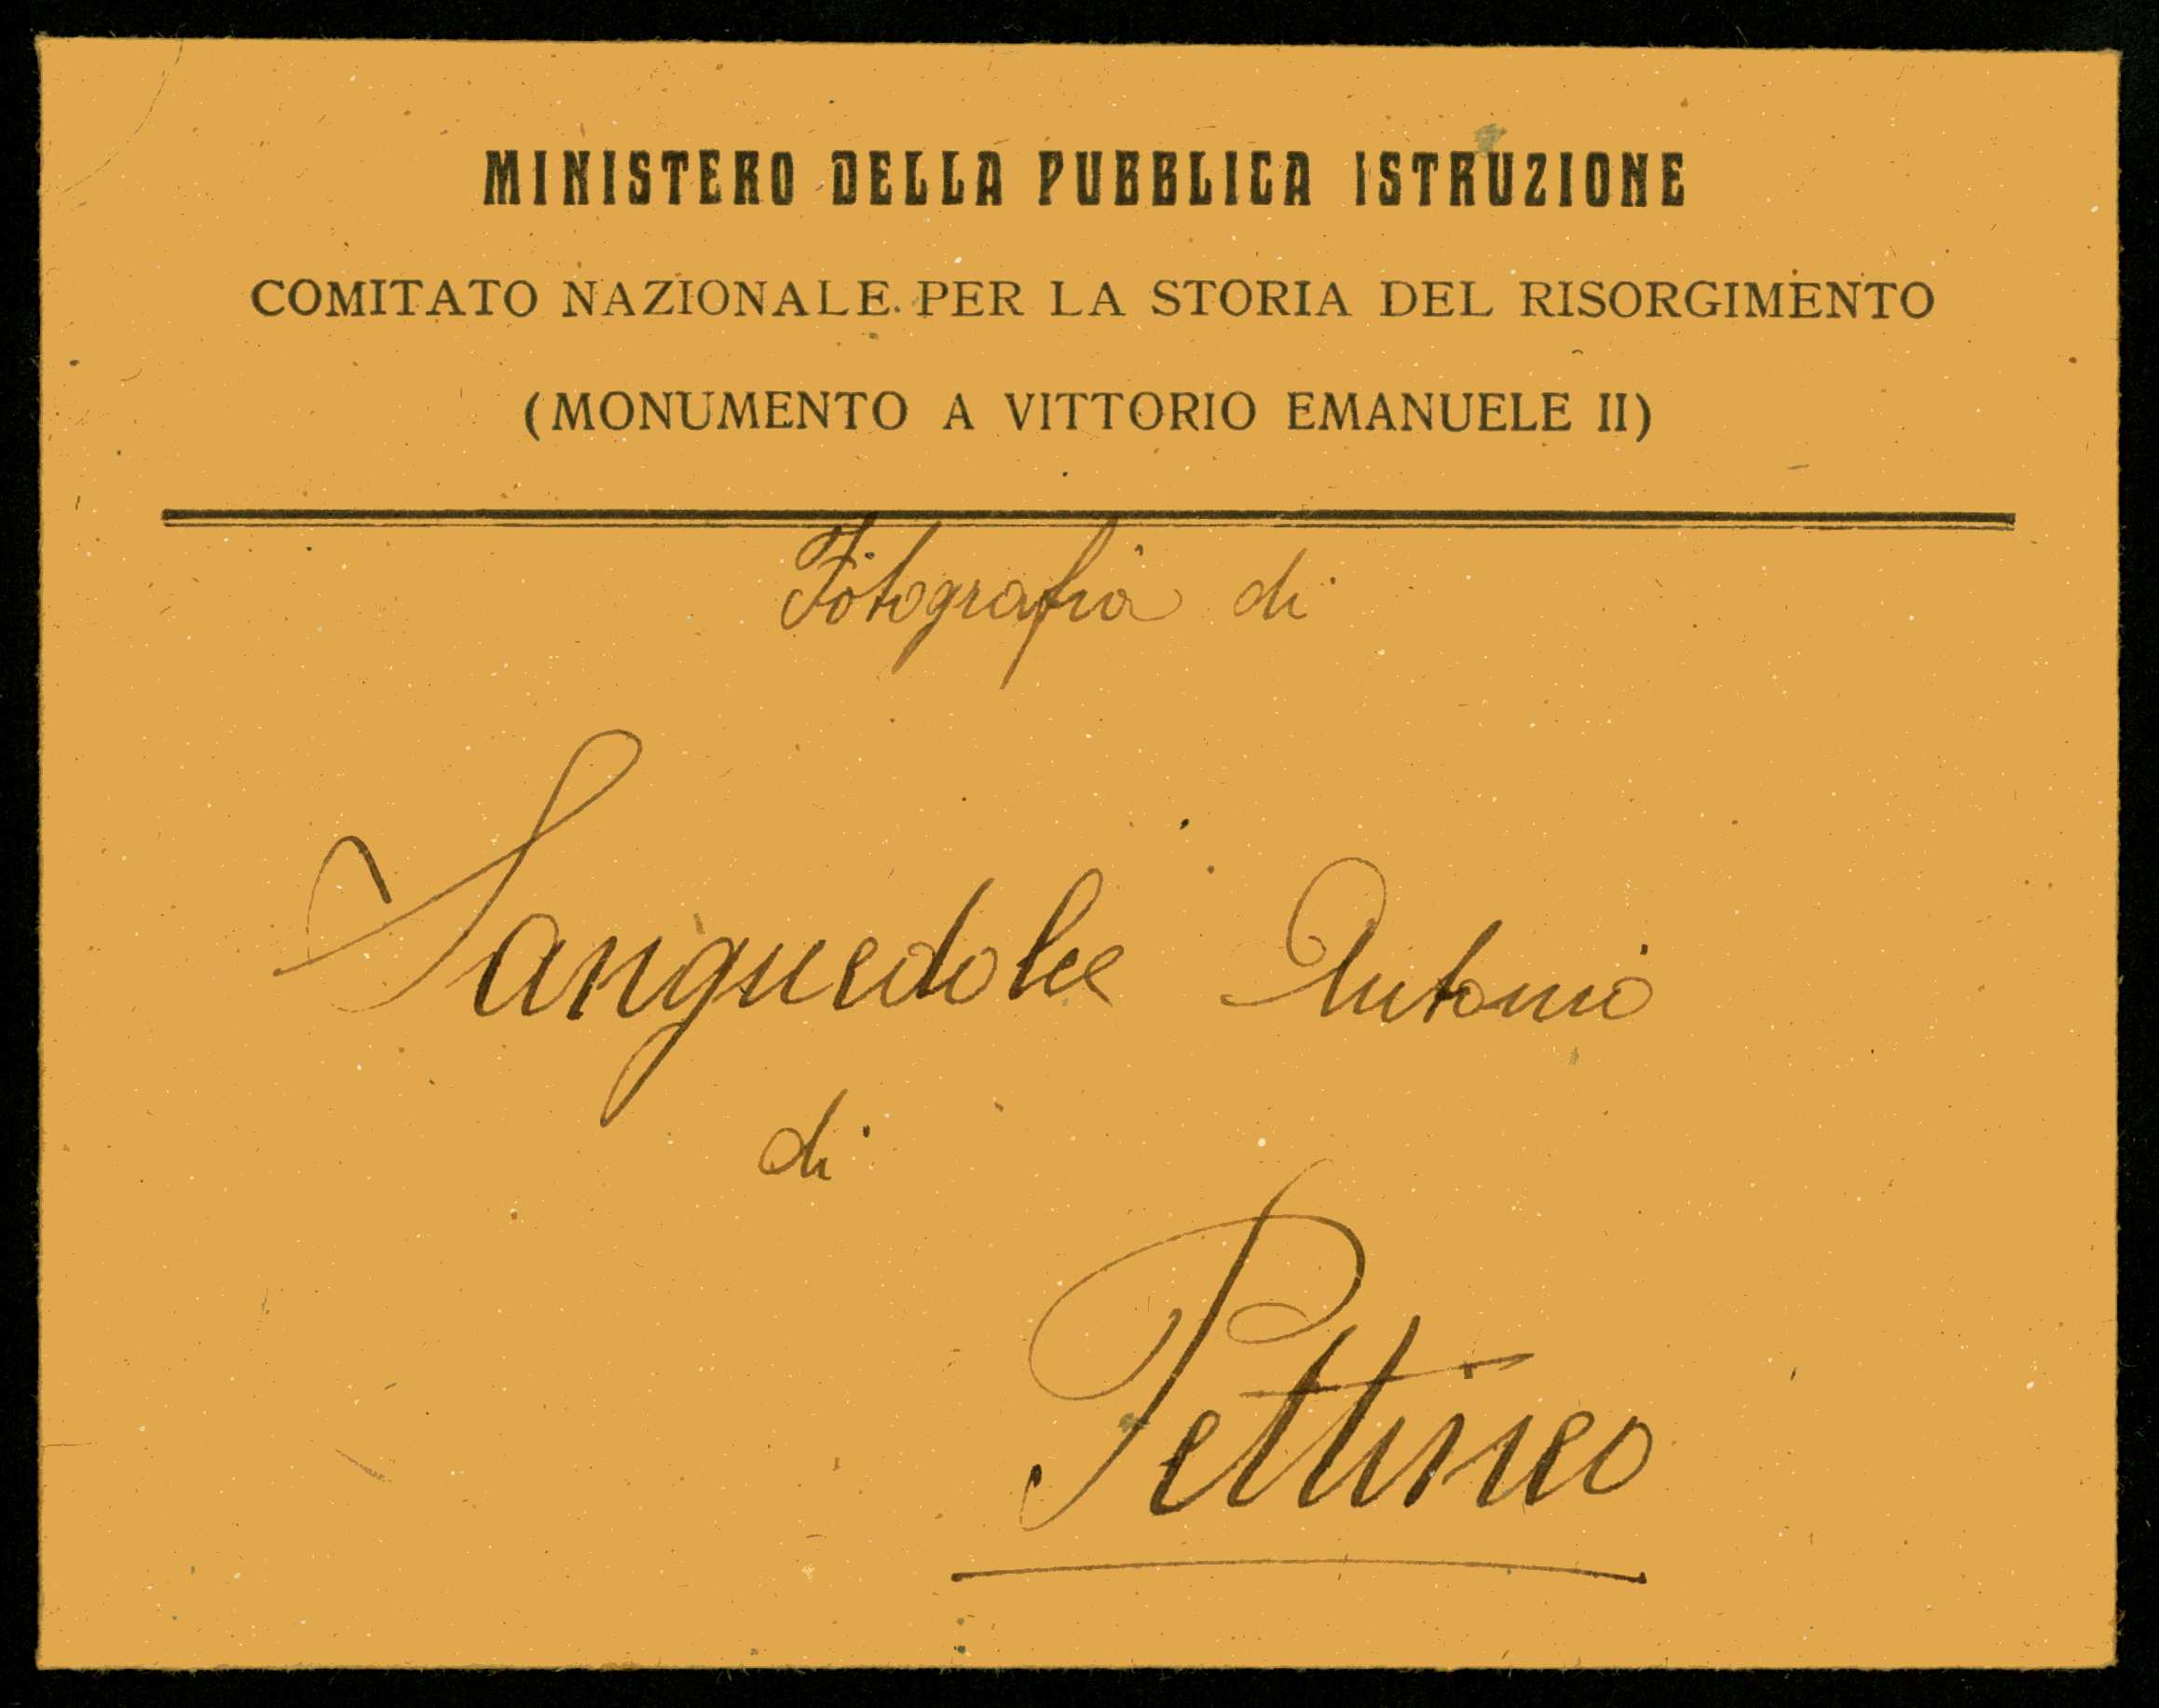 MINISTERO DELLA PUBBLICA ISTRUZIONE
COMITATO NAZIONALE PER LA STORIA DEL RISORGIMENTO
(MONUMENTO A VITTORIO EMANUELE II)
Fotografia di
Sanguedolce Antonio
di
Pettineo